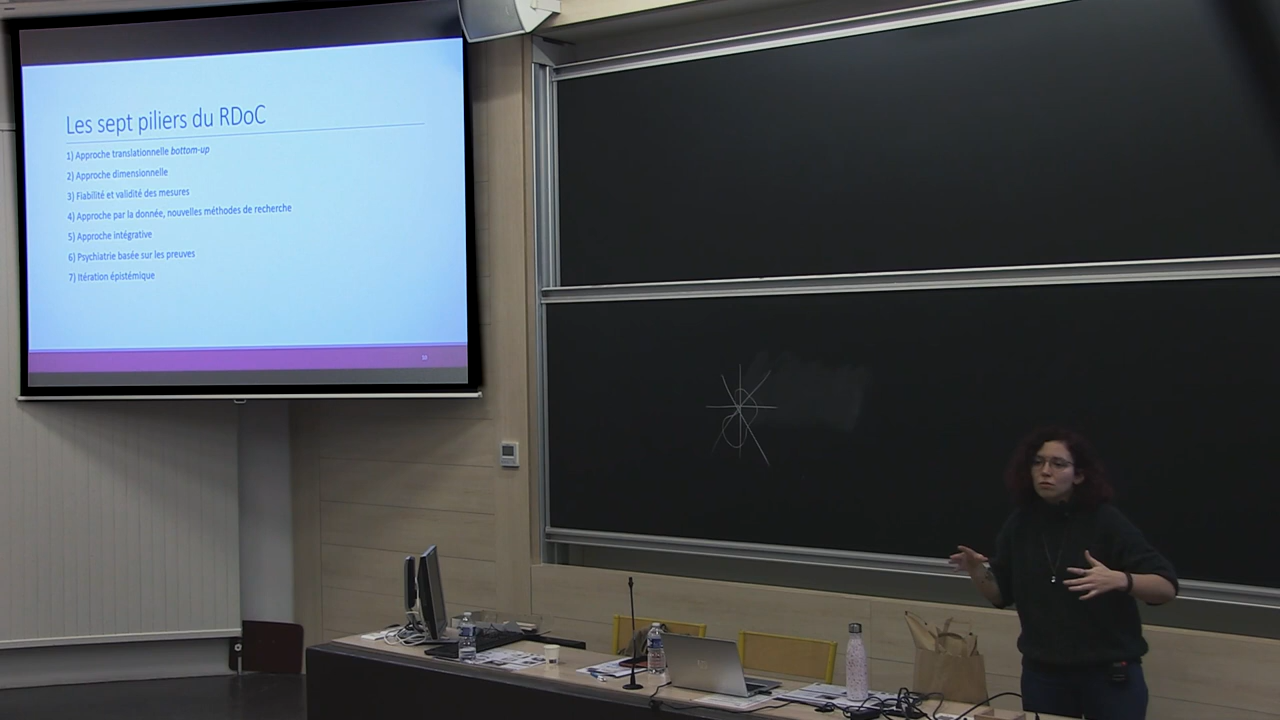 Les sept piliers du RDoC
1) Approche translationnelle bottom-up
2) Approche dimensionnelle
3) Fiabilité et validité des mesures
4) Approche par la donnée, nouvelles méthodes de recherche
5) Approche intégrative
6) Psychiatrie basée sur les preuves
7) Itération épistémique